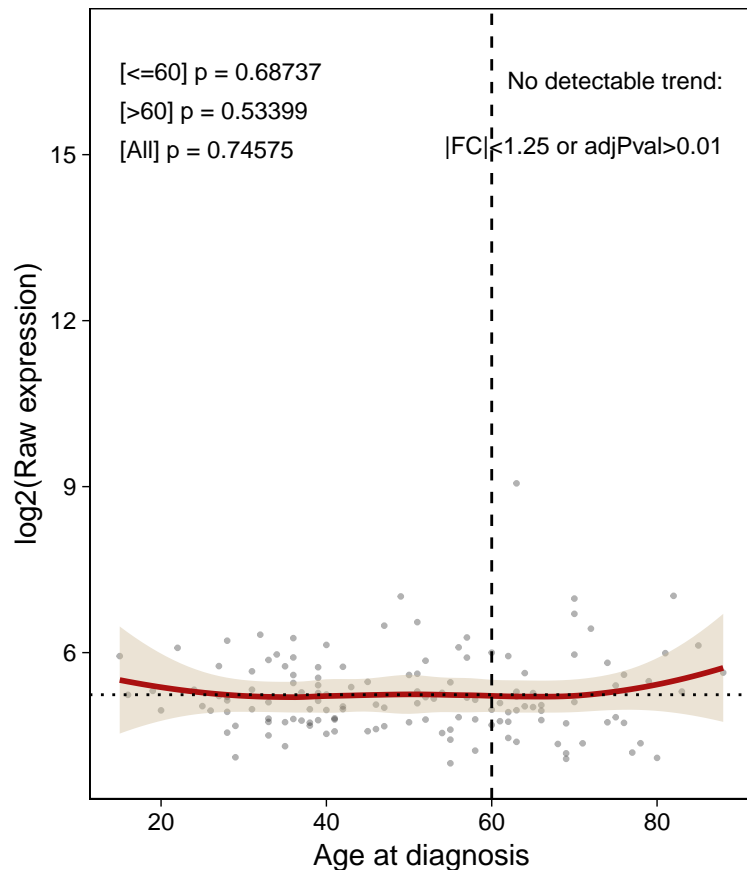 [<=60] p = 0.68737
[>60] p = 0.53399
[All] p = 0.74575
No detectable trend:
|FC|<1.25 or adjPval>0.01
log2(Raw expression)
15
12
9
6
20
40
60
80
Age at diagnosis